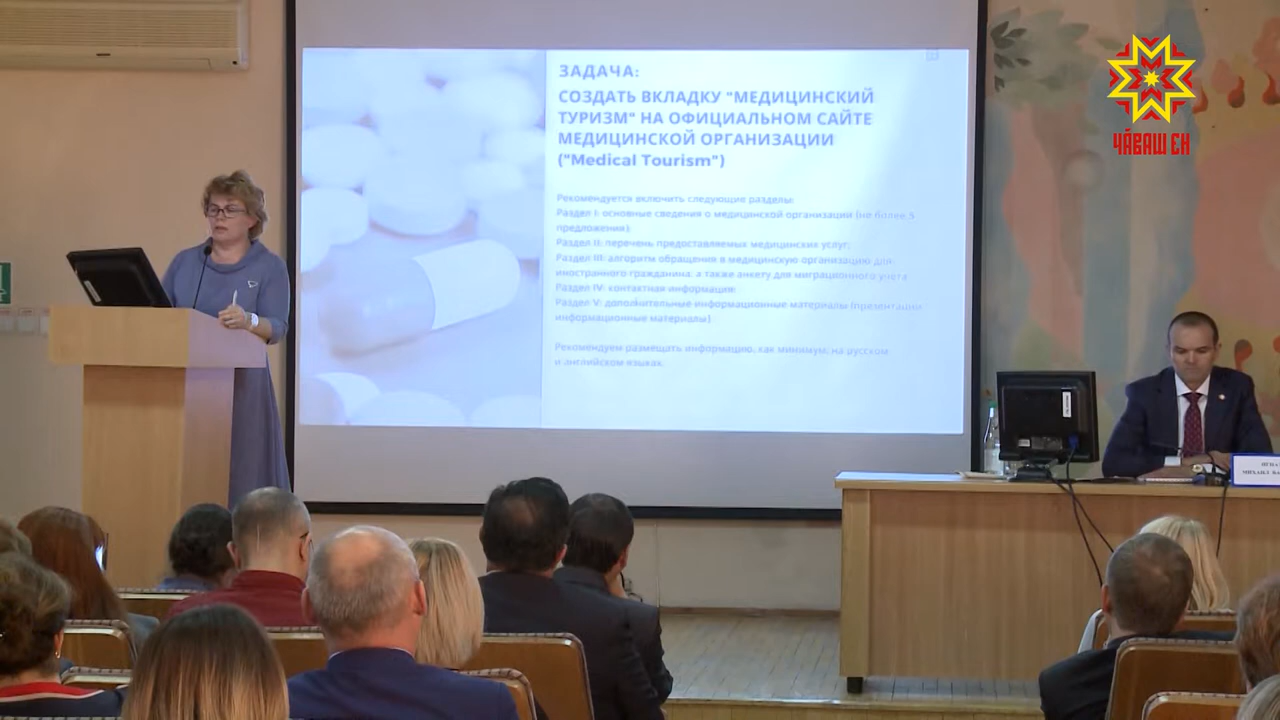 ЗАДАЧА:
СОЗДАТЬ ВКЛАДКУ "МЕДИЦИНСКИЙ
ТУРИЗМ" НА ОФИЦИАЛЬНОМ САЙТЕ
МЕДИЦИНСКОЙ ОРГАНИЗАЦИИ
("Medical Tourism")
Рекомендуется включить следующие разделы:
Раздел I: основные сведения о медицинской организации (не более 5
предложения);
Раздел II: перечень предоставляемых медицинских услуг;
Раздел III: алгоритм обращения в медицинскую организацию для
иностранного гражданина, а также анкету для миграционного учета
Раздел IV: контактная информация;
Раздел V: дополнительные информационные материалы (презентации
информационные материалы)
Рекомендуем размещать информацию, как минимум, на русском
и английском языках.
ЧӐВАШ ЕН
МИХАИЛ